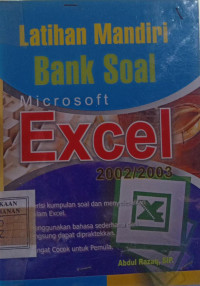 Latihan Mandiri
Bank Soal
Microsoft
Excel
2002/2003
kumpulan soal dan
Excel.
menggunakan bahasa
dapat dipraktekkan
Cocok untuk Pemula
Abdul Razaq,